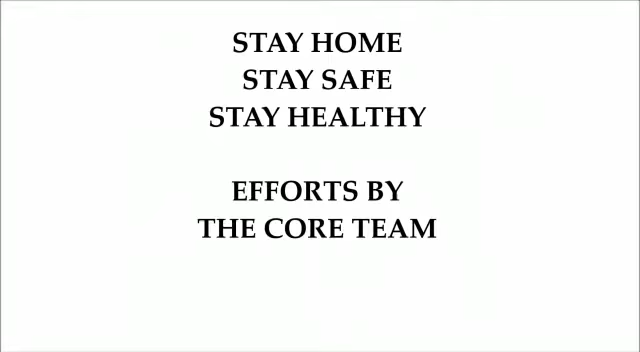 STAY HOME
STAY SAFE
STAY HEALTHY
EFFORTS BY
THE CORE TEAM